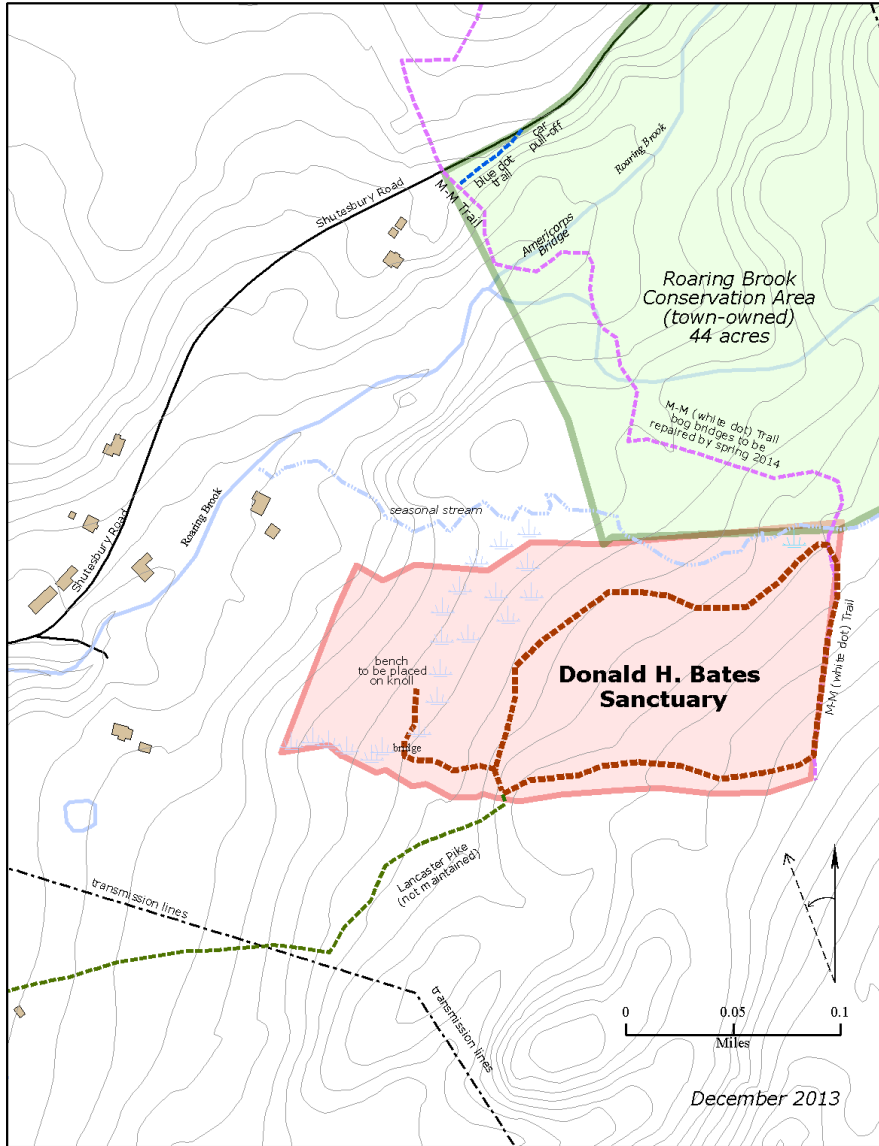 car
pull-off
Roaring Brook
blue dot
trail
M-M Trail
Shutesbury Road
Americorps
Bridge
Roaring Brook
Conservation Area
(town-owned)
44 acres
M-M (white dot) Trail
bog bridges to be
repaired by spring 2014
seasonal stream
Roaring Brook
Shutesbury Road
bench
to be placed
on knoll
Donald H. Bates
Sanctuary
M-M (white dot) Trail
bridge
Lancaster Pike
(not maintained)
transmission lines
transmission lines
0
0.05
0.1
Miles
December 2013